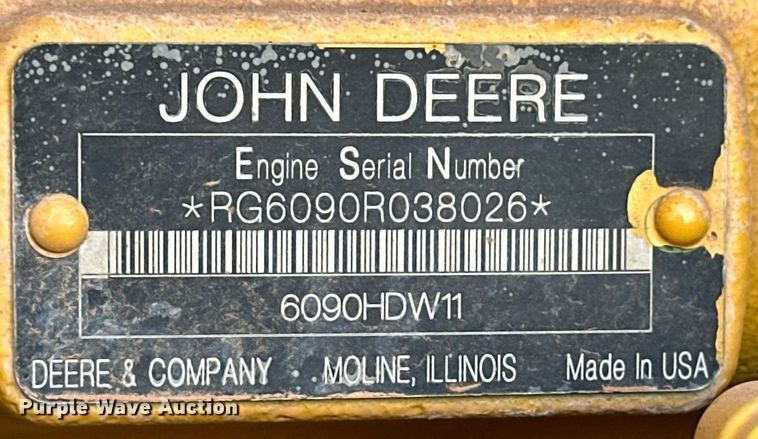 JOHN DEERE
Engine Serial Number
*RG6090R038026*
6090HDW11
DEERE & COMPANY MOLINE, ILLINOIS Made In USA
Purple Wave Auction